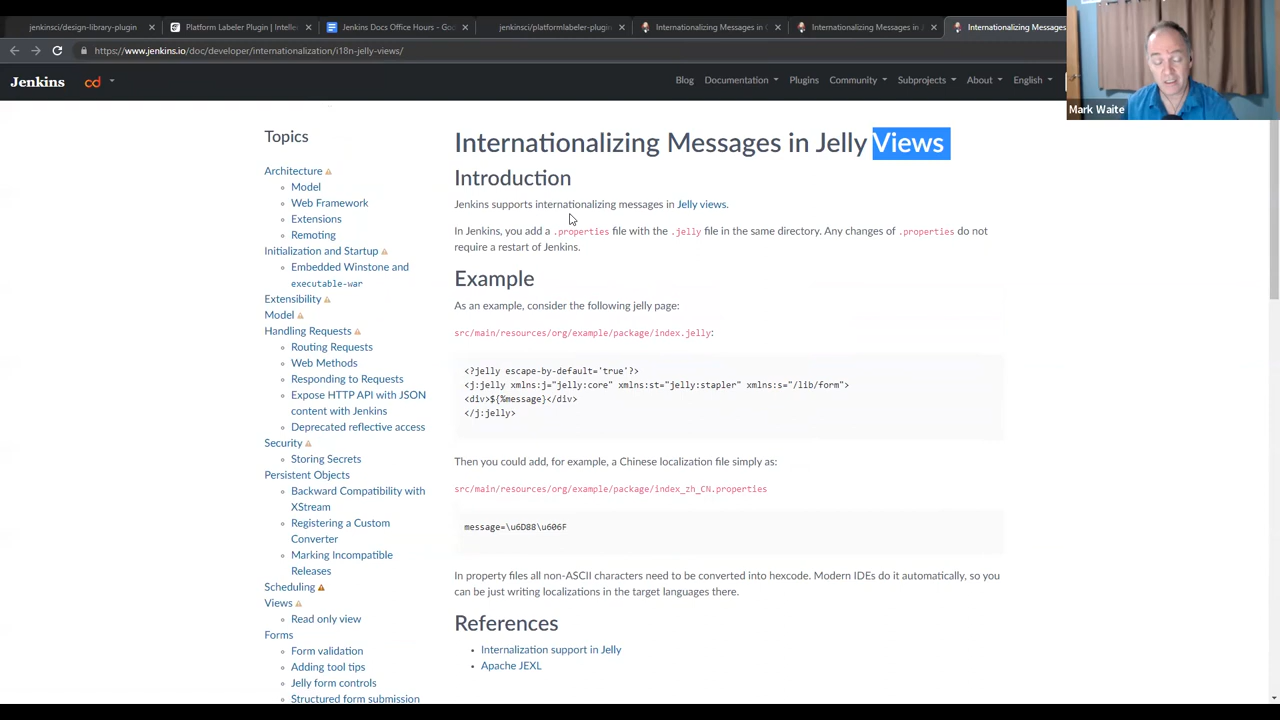 jenkinsci/design-library-plugin
Platform Labeler Plugin | Intelle
Jenkins Docs Office Hours - Goo
jenkinsci/platformlabeler-plugin
Internationalizing Messages in C
Internationalizing Messages in A
Internationalizing Messages
https://www.jenkins.io/doc/developer/internationalization/i18n-jelly-views/
Jenkins
cd
Blog
Documentation
Plugins
Community
Subprojects
About
English
Mark Waite
Topics
Architecture
Model
Web Framework
Extensions
Remoting
Initialization and Startup
Embedded Winstone and
executable-war
Extensibility
Model
Handling Requests
Routing Requests
Web Methods
Responding to Requests
Expose HTTP API with JSON
content with Jenkins
Deprecated reflective access
Security
Storing Secrets
Persistent Objects
Backward Compatibility with
XStream
Registering a Custom
Converter
Marking Incompatible
Releases
Scheduling
Views
Read only view
Forms
Form validation
Adding tool tips
Jelly form controls
Structured form submission
Internationalizing Messages in Jelly Views
Introduction
Jenkins supports internationalizing messages in Jelly views.
In Jenkins, you add a .properties file with the .jelly file in the same directory. Any changes of .properties do not
require a restart of Jenkins.
Example
As an example, consider the following jelly page:
src/main/resources/org/example/package/index.jelly:
<?jelly escape-by-default='true'?>
<j:jelly xmlns:j="jelly:core" xmlns:st="jelly:stapler" xmlns:s="/lib/form">
<div>${%message}</div>
</j:jelly>
Then you could add, for example, a Chinese localization file simply as:
src/main/resources/org/example/package/index_zh_CN.properties
message=\u6D88\u606F
In property files all non-ASCII characters need to be converted into hexcode. Modern IDEs do it automatically, so you
can be just writing localizations in the target languages there.
References
Internalization support in Jelly
Apache JEXL